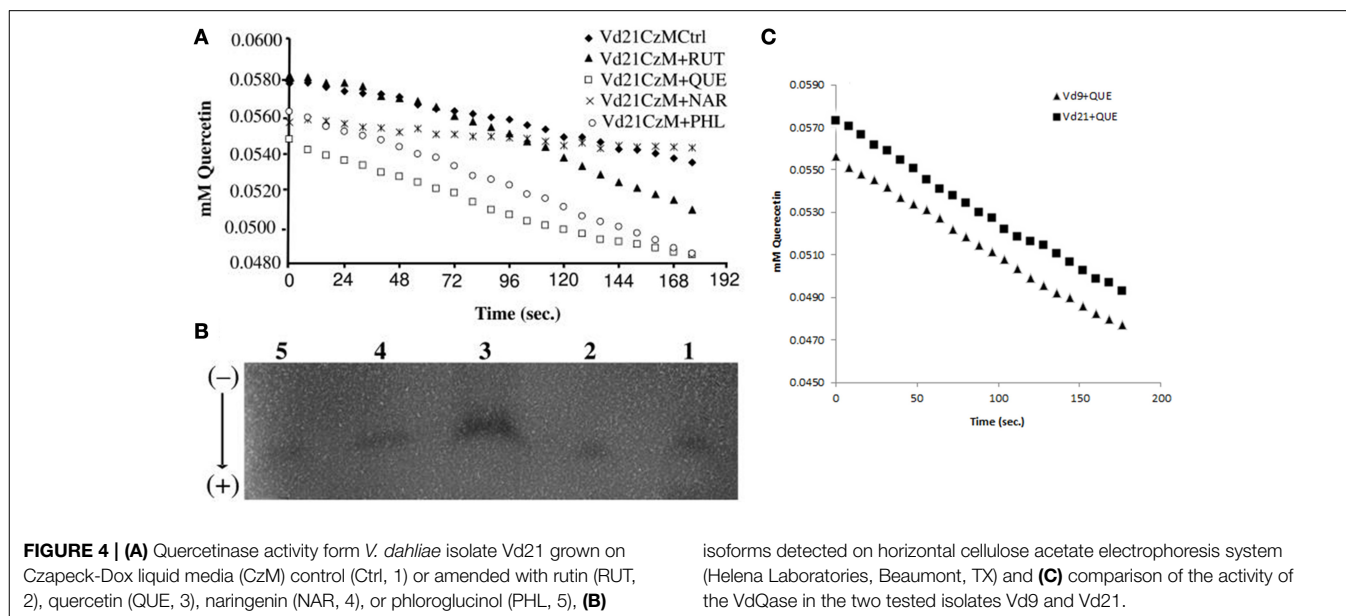 A
0.0600
0.0580
0.0560
0.0540
0.0520
0.0500
0.0480
mM Quercetin
0 24 48 72 96 120 144 168 192
Time (sec.)
Vd21CzMCtrl
Vd21CzM+RUT
Vd21CzM+QUE
Vd21CzM+NAR
Vd21CzM+PHL
B
5 4 3 2 1
(−)
(+)
C
0.0590
0.0570
0.0550
0.0530
0.0510
0.0490
0.0470
0.0450
mM Querecetin
0 50 100 150 200
Time (sec.)
Vd9+QUE
Vd21+QUE
FIGURE 4 | (A) Quercetinase activity form V. dahliae isolate Vd21 grown on
Czapeck-Dox liquid media (CzM) control (Ctrl, 1) or amended with rutin (RUT,
2), quercetin (QUE, 3), naringenin (NAR, 4), or phloroglucinol (PHL, 5), (B)
isoforms detected on horizontal cellulose acetate electrophoresis system
(Helena Laboratories, Beaumont, TX) and (C) comparison of the activity of
the VdQase in the two tested isolates Vd9 and Vd21.